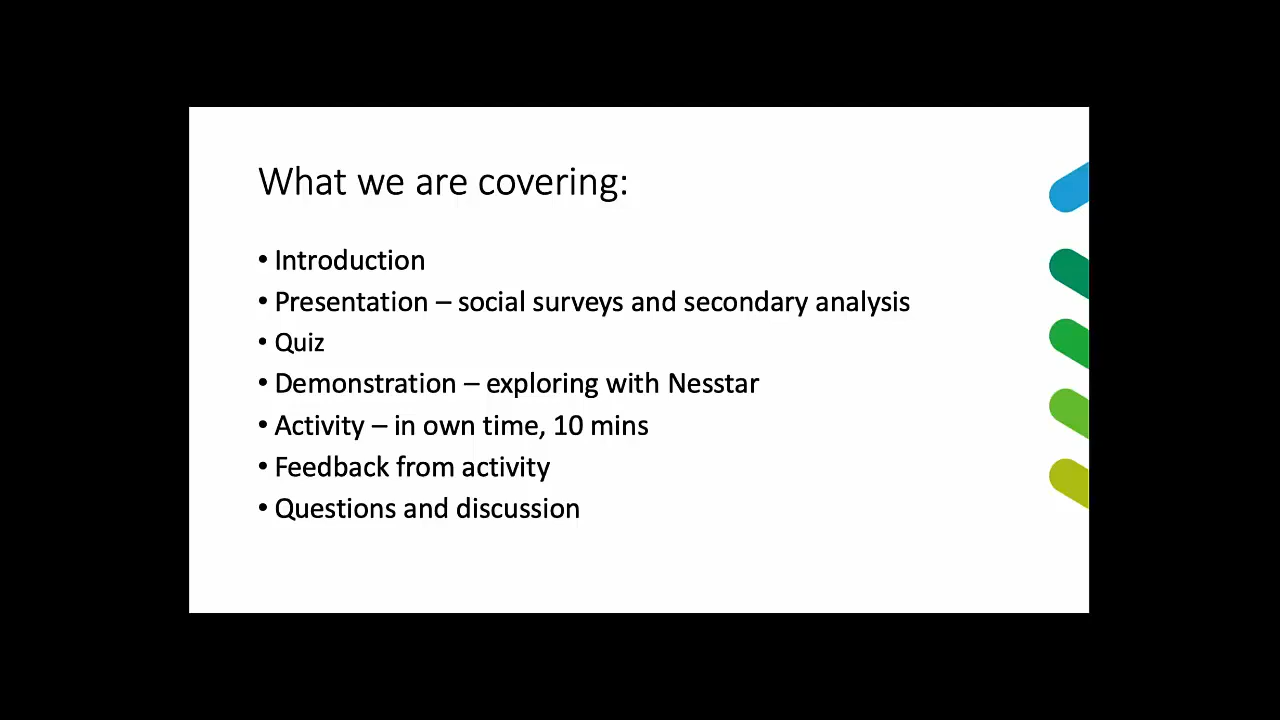 What we are covering:
• Introduction
• Presentation – social surveys and secondary analysis
• Quiz
• Demonstration – exploring with Nesstar
• Activity – in own time, 10 mins
• Feedback from activity
• Questions and discussion